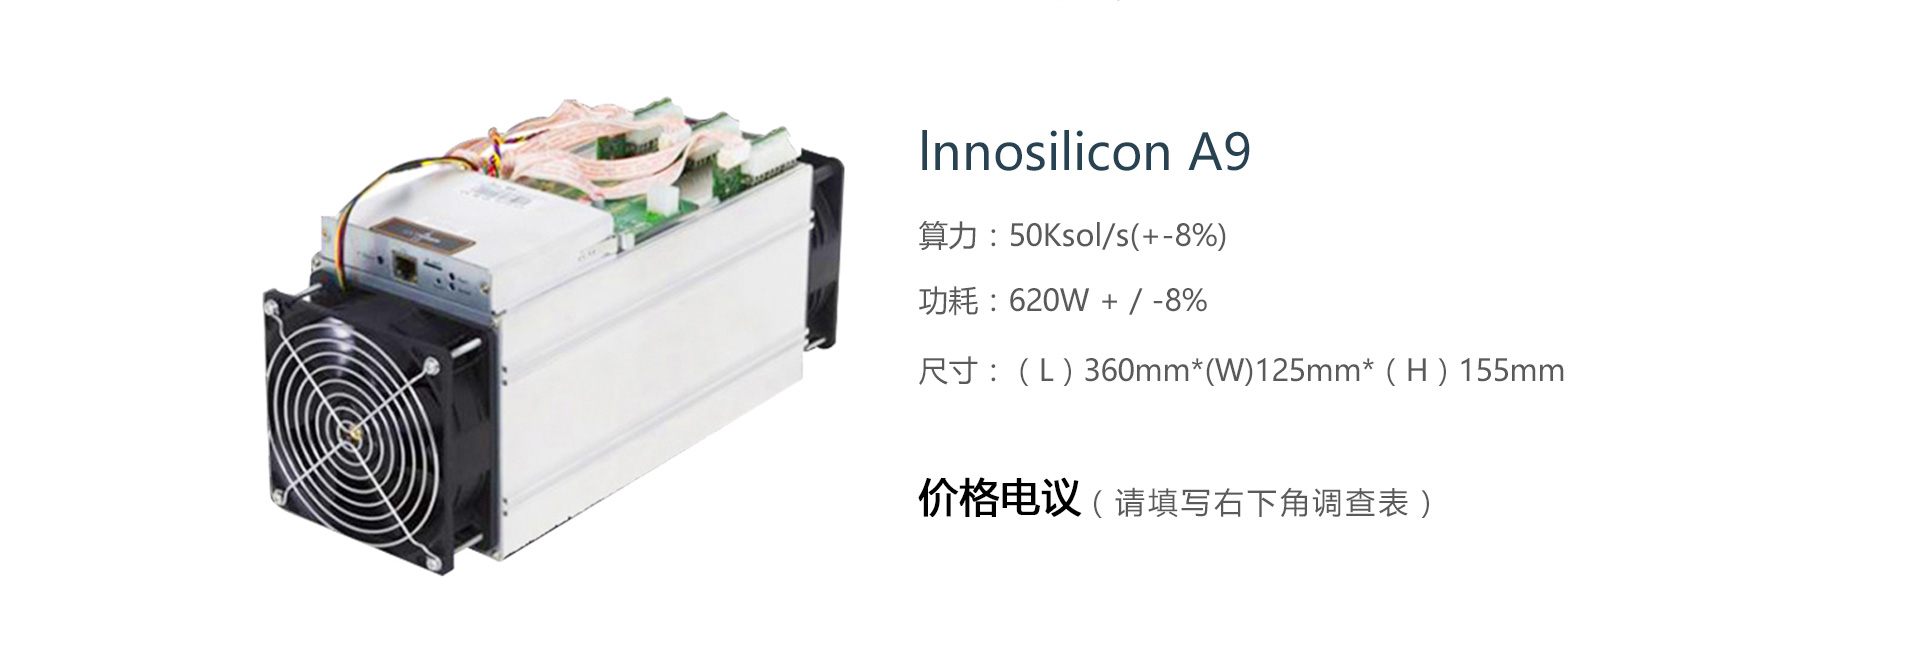 Innosilicon A9
算力：50Ksol/s(+-8%)
功耗：620W + / -8%
尺寸：（L）360mm*(W)125mm*（H）155mm
价格电议（请填写右下角调查表）